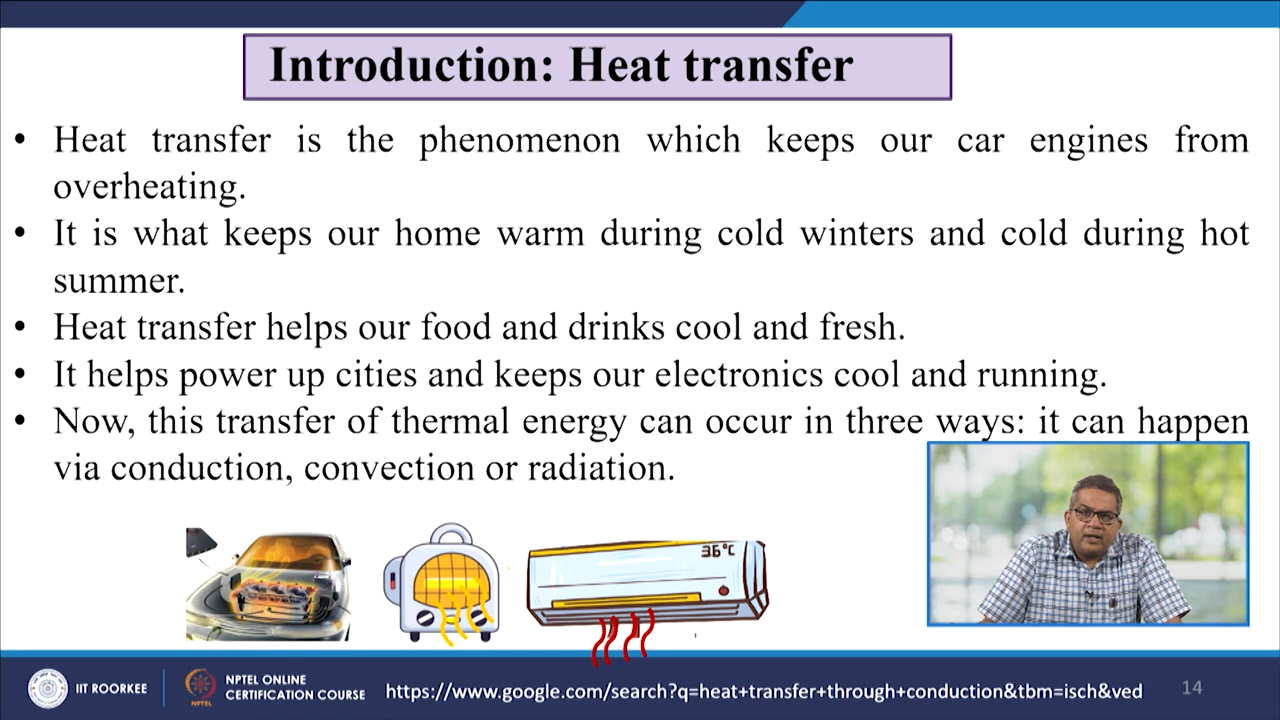 Introduction: Heat transfer
• Heat transfer is the phenomenon which keeps our car engines from
overheating.
• It is what keeps our home warm during cold winters and cold during hot
summer.
• Heat transfer helps our food and drinks cool and fresh.
• It helps power up cities and keeps our electronics cool and running.
• Now, this transfer of thermal energy can occur in three ways: it can happen
via conduction, convection or radiation.
36°C
IIT ROORKEE
NPTEL
NPTEL ONLINE
CERTIFICATION COURSE
https://www.google.com/search?q=heat+transfer+through+conduction&tbm=isch&ved
14